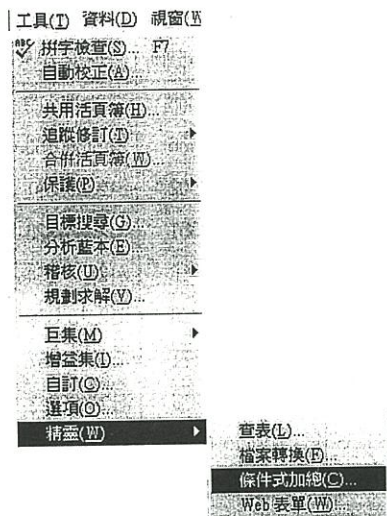 工具(T) 資料(D) 視窗(W
ABC 拼字檢查(S)... F7
自動校正(A)...
共用活頁簿(H)...
追蹤修訂(T)
合併活頁簿(W)...
保護(P)
目標搜尋(G)...
分析藍本(E)...
稽核(U)
規劃求解(V)...
巨集(M)
增益集(I)...
自訂(C)...
選項(O)...
精靈(W)
查表(L)...
檔案轉換(F)...
條件式加總(C)...
Web 表單(W)...